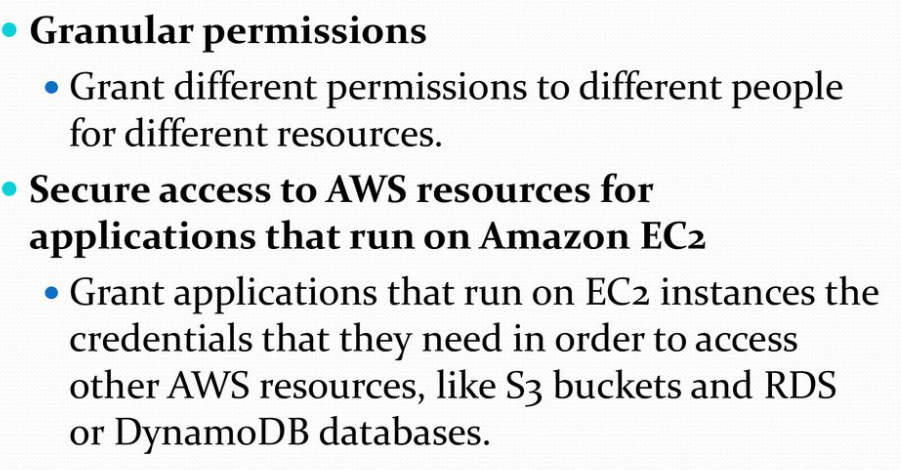 • Granular permissions
• Grant different permissions to different people
for different resources.
• Secure access to AWS resources for
applications that run on Amazon EC2
• Grant applications that run on EC2 instances the
credentials that they need in order to access
other AWS resources, like S3 buckets and RDS
or DynamoDB databases.